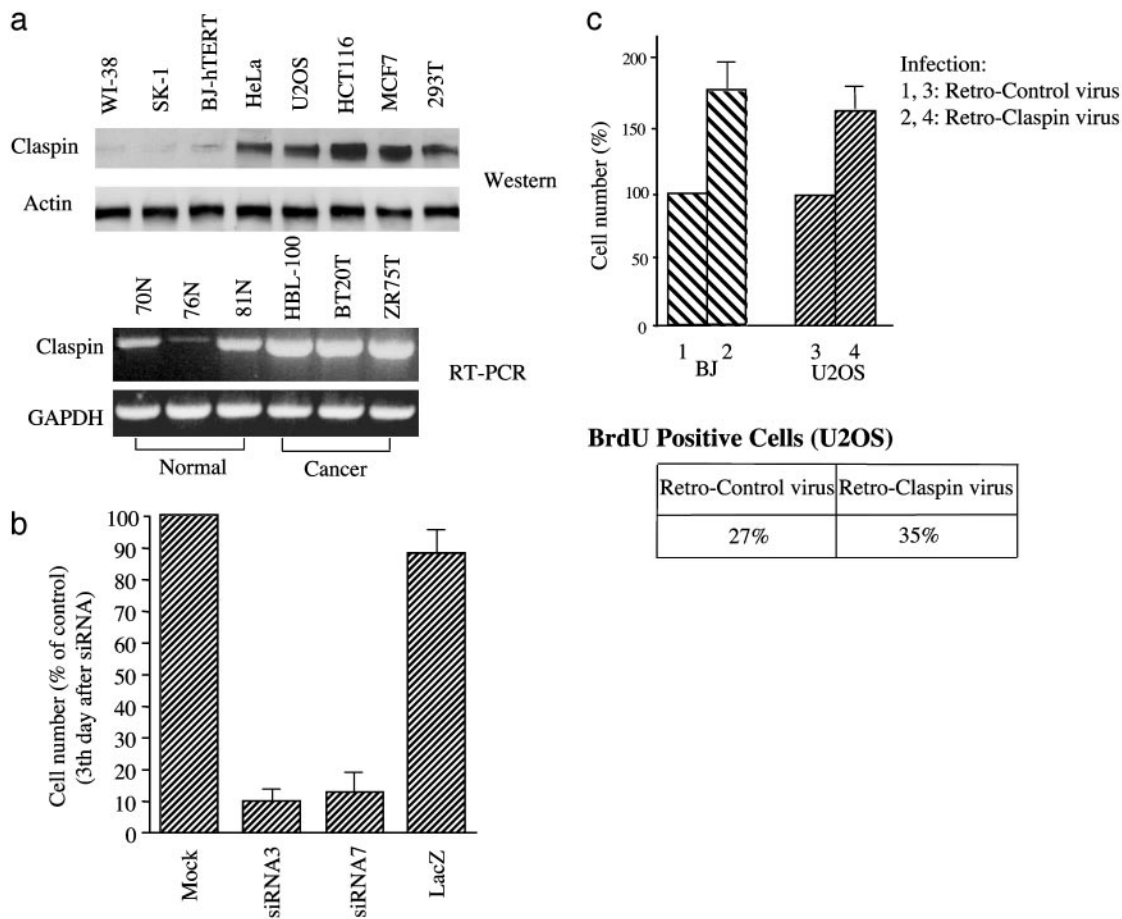 a
WI-38
SK-1
BJ-hTERT
HeLa
U2OS
HCT116
MCF7
293T
Claspin
Actin
Western
70N
76N
81N
HBL-100
BT20T
ZR75T
Claspin
GAPDH
RT-PCR
Normal
Cancer
b
Cell number (% of control)
(3th day after siRNA)
100
90
80
70
60
50
40
30
20
10
0
Mock
siRNA3
siRNA7
LacZ
c
Cell number (%)
200
150
100
50
0
1
2
3
4
BJ
U2OS
Infection:
1, 3: Retro-Control virus
2, 4: Retro-Claspin virus
BrdU Positive Cells (U2OS)
Retro-Control virus
Retro-Claspin virus
27%
35%